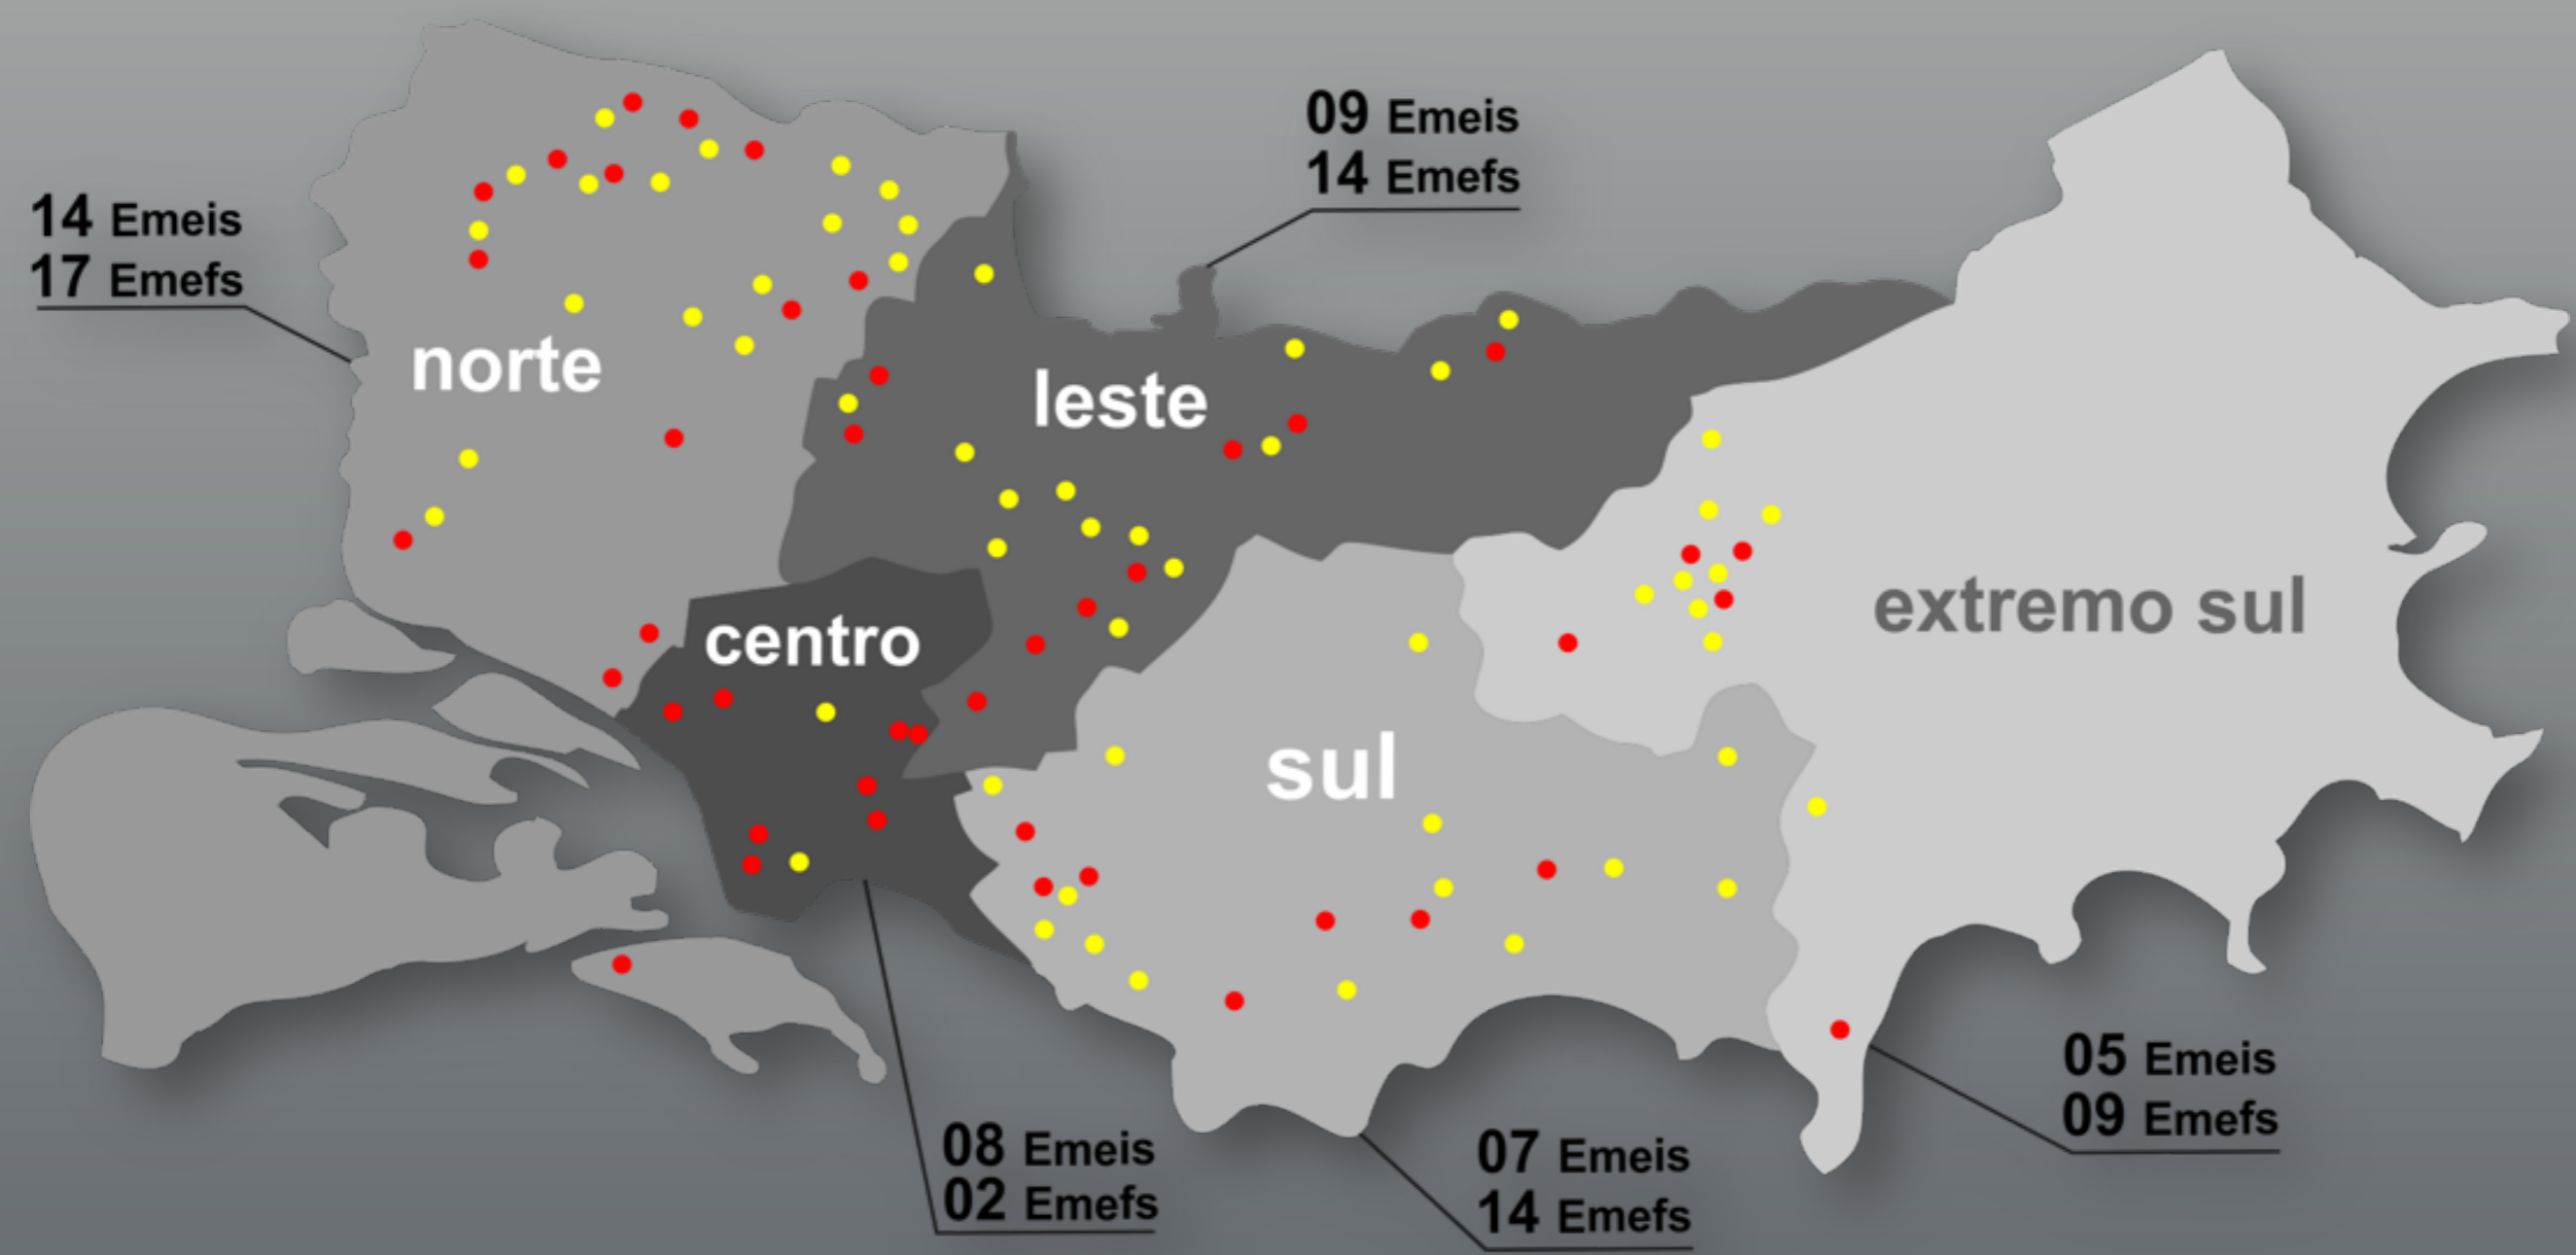 09 Emeis
14 Emefs
14 Emeis
17 Emefs
norte
leste
centro
extremo sul
sul
05 Emeis
09 Emefs
08 Emeis
02 Emefs
07 Emeis
14 Emefs